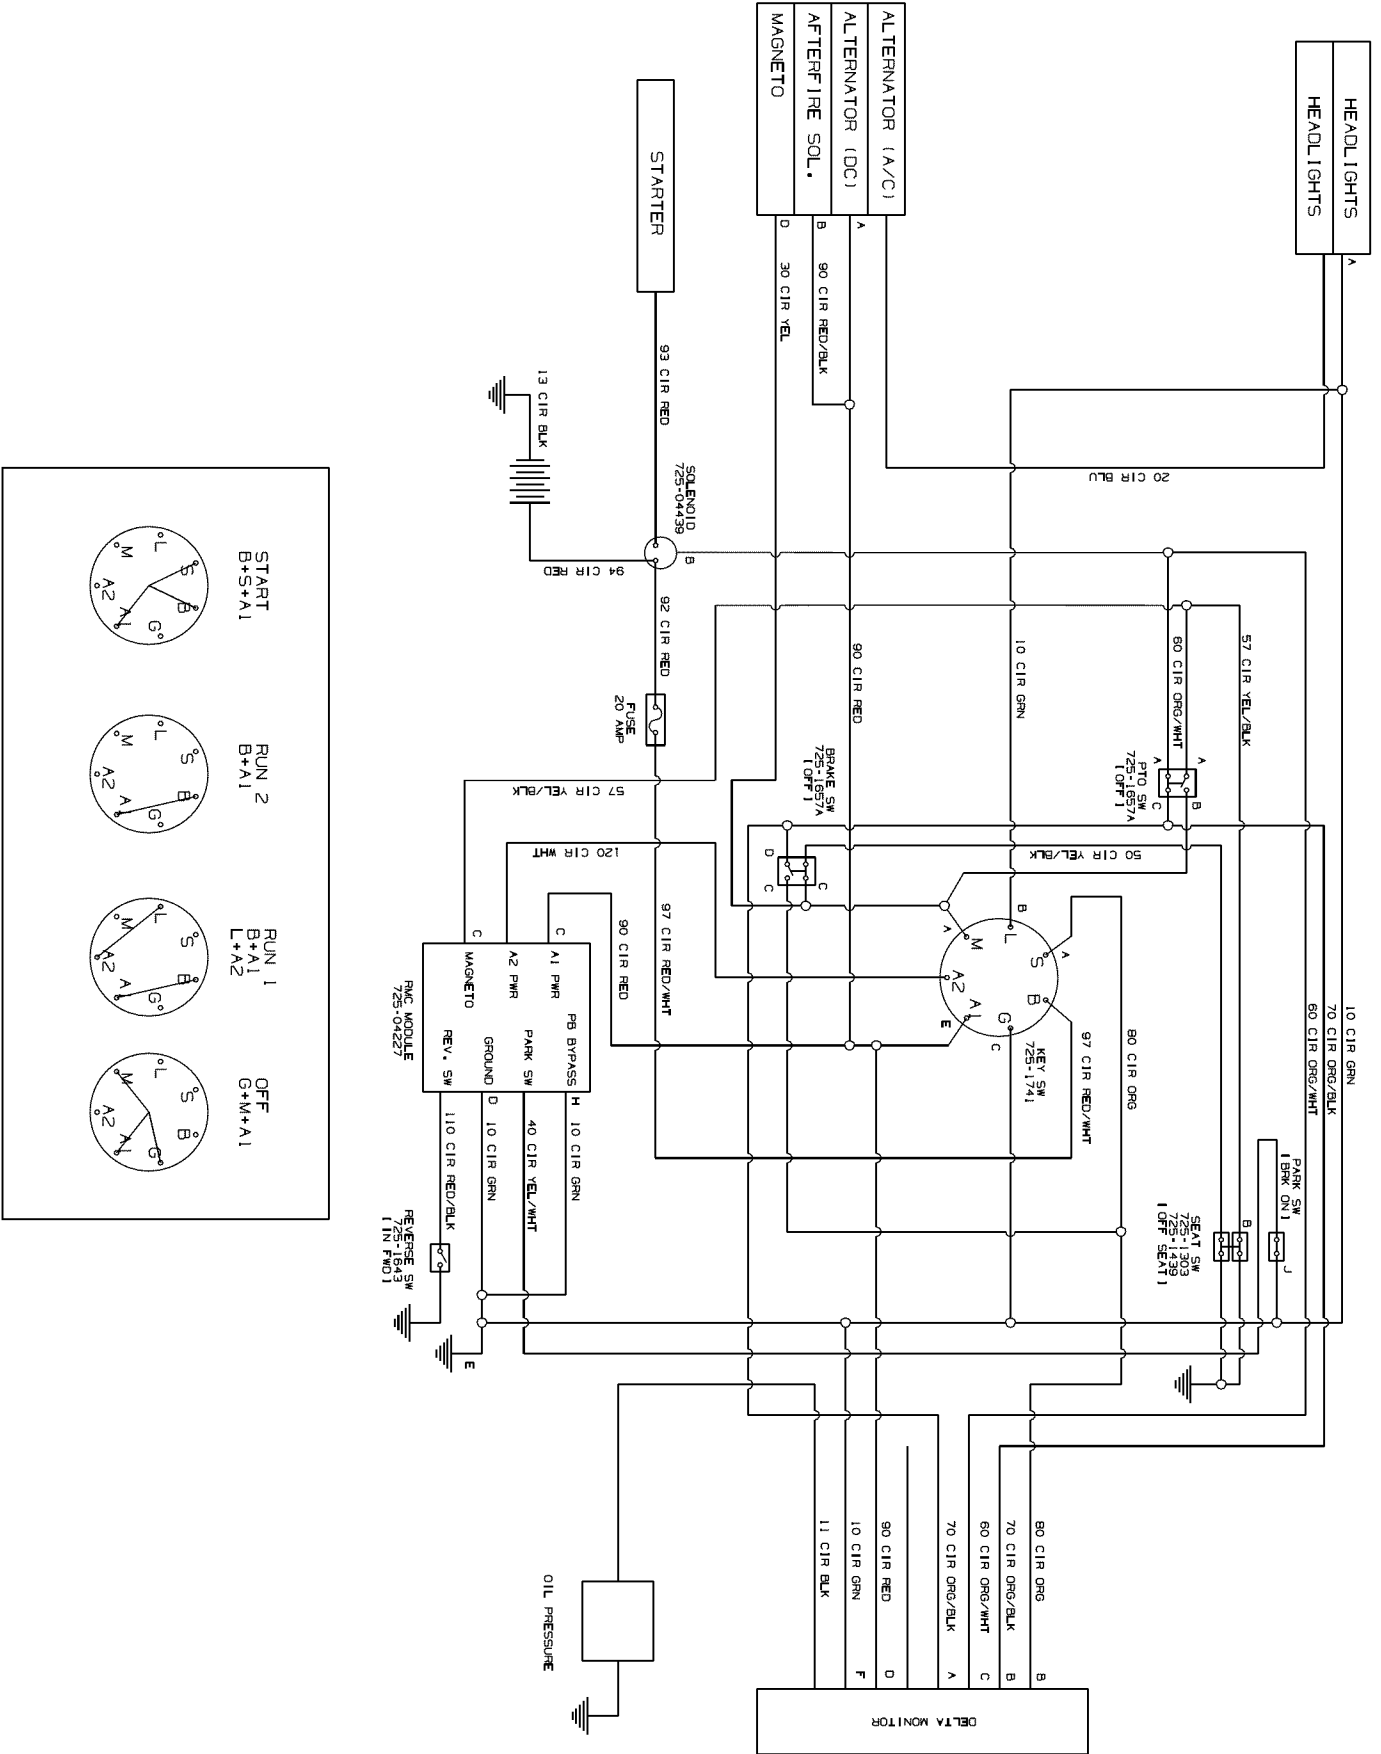 HEADLIGHTS
HEADLIGHTS
A
ALTERNATOR (A/C)
ALTERNATOR (DC)
AFTERFIRE SOL.
MAGNETO
A
B
D
STARTER
30 CIR YEL
90 CIR RED/BLK
93 CIR RED
13 CIR BLK
20 CIR BLU
SOLENOID
725-04439
B
94 CIR RED
92 CIR RED
FUSE
20 AMP
10 CIR GRN
90 CIR RED
60 CIR ORG/WHT
57 CIR YEL/BLK
PTO SW
725-1657A
[OFF]
A
A
B
C
BRAKE SW
725-1657A
[OFF]
D
C
C
57 CIR YEL/BLK
120 CIR WHT
50 CIR YEL/BLK
90 CIR RED
97 CIR RED/WHT
C
C
MAGNETO
A2 PWR
A1 PWR
PB BYPASS
PARK SW
GROUND
REV. SW
RMC MODULE
725-04227
B
A
A
E
C
L
M
S
A2
B
A1
G
KEY SW
725-1741
97 CIR RED/WHT
80 CIR ORG
10 CIR GRN
70 CIR ORG/BLK
60 CIR ORG/WHT
H
D
10 CIR GRN
40 CIR YEL/WHT
10 CIR GRN
110 CIR RED/BLK
REVERSE SW
725-1643
[IN FWD]
E
PARK SW
[BRK ON]
J
B
SEAT SW
725-1303
725-1439
[OFF SEAT]
80 CIR ORG
70 CIR ORG/BLK
60 CIR ORG/WHT
70 CIR ORG/BLK
90 CIR RED
10 CIR GRN
11 CIR BLK
B
B
C
A
D
F
OIL PRESSURE
DELTA MONITOR
START
B+S+A1
L
S
M
B
A2
A1
G
RUN 2
B+A1
L
S
M
B
A2
A
G
RUN 1
B+A1
L+A2
L
S
M
B
A2
A
G
OFF
G+M+A1
L
S
M
B
A2
A1
G